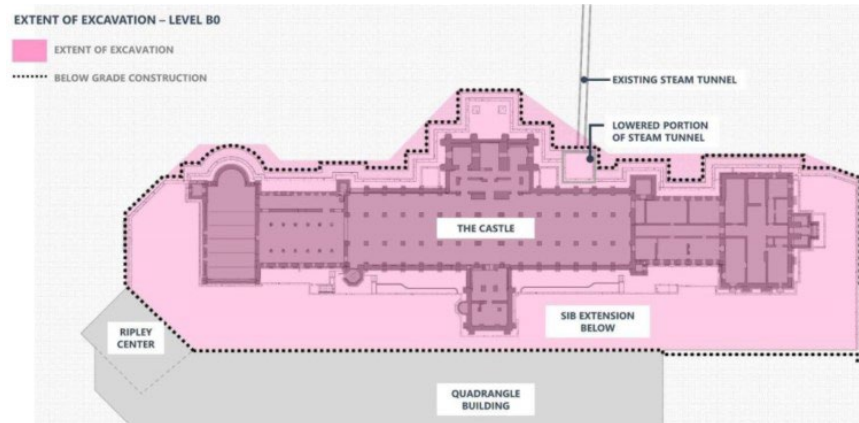 EXTENT OF EXCAVATION – LEVEL B0
EXTENT OF EXCAVATION
BELOW GRADE CONSTRUCTION
EXISTING STEAM TUNNEL
LOWERED PORTION
OF STEAM TUNNEL
THE CASTLE
SIB EXTENSION
BELOW
RIPLEY
CENTER
QUADRANGLE
BUILDING